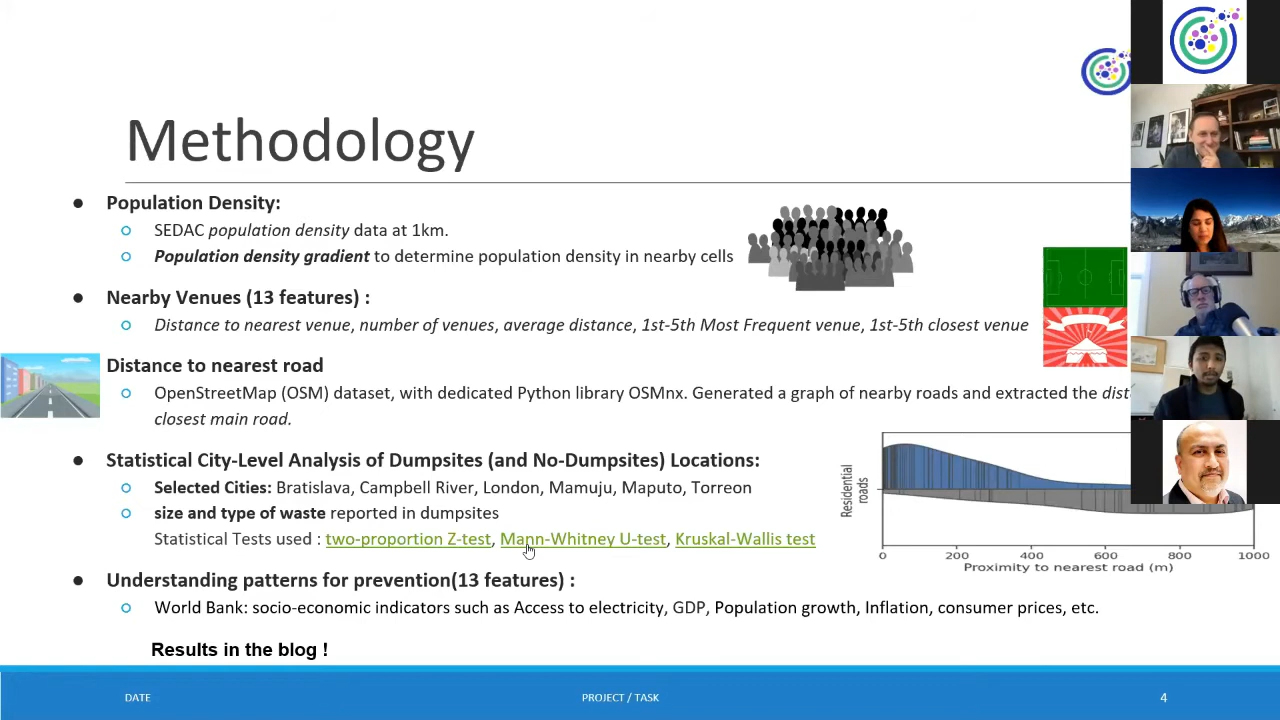 Methodology
Population Density:
SEDAC population density data at 1km.
Population density gradient to determine population density in nearby cells
Nearby Venues (13 features) :
Distance to nearest venue, number of venues, average distance, 1st-5th Most Frequent venue, 1st-5th closest venue
Distance to nearest road
OpenStreetMap (OSM) dataset, with dedicated Python library OSMnx. Generated a graph of nearby roads and extracted the
closest main road.
Statistical City-Level Analysis of Dumpsites (and No-Dumpsites) Locations:
Selected Cities: Bratislava, Campbell River, London, Mamuju, Maputo, Torreon
size and type of waste reported in dumpsites
Statistical Tests used : two-proportion Z-test, Mann-Whitney U-test, Kruskal-Wallis test
Residential
roads
0 200 400 600 800 1000
Proximity to nearest road (m)
Understanding patterns for prevention(13 features) :
World Bank: socio-economic indicators such as Access to electricity, GDP, Population growth, Inflation, consumer prices, etc.
Results in the blog !
DATE
PROJECT / TASK
4